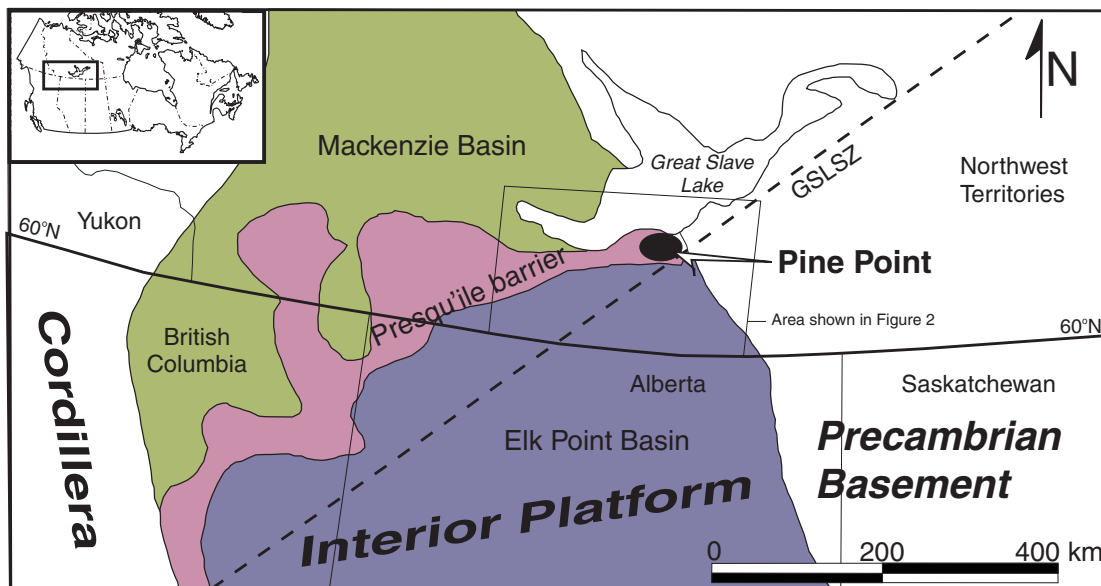 N
Mackenzie Basin
Great Slave
Lake
GSLSZ
Northwest
Territories
Yukon
60°N
Pine Point
Presqu'ile barrier
Area shown in Figure 2
60°N
British
Columbia
Cordillera
Alberta
Saskatchewan
Elk Point Basin
Precambrian
Basement
Interior Platform
0 200 400 km